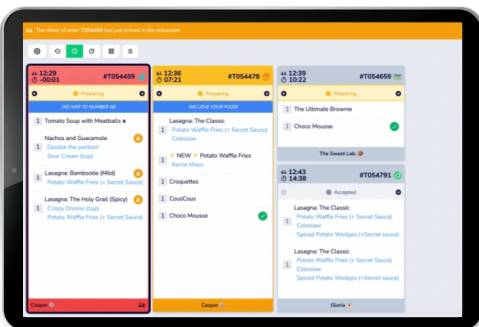 The driver of order T054459 has just arrived in the restaurant.
12:29
-00:01
#T054459
Preparing
DELIVER TO NUMBER 58
1 Tomato Soup with Meatballs
Nachos and Guacamole
1 Double the portion!
Sour Cream (cup)
1 Lasagna: Bambootie (Mild)
Potato Waffle Fries (+ Secret Sauce)
Lasagna: The Holy Grail (Spicy)
1 Crispy Onions (cup)
Potato Waffle Fries (+ Secret Sauce)
Casper
12:36
07:21
#T054478
Preparing
WE LOVE YOUR FOOD!
Lasagna: The Classic
1 Potato Waffle Fries (+ Secret Sauce)
Coleslaw
1 NEW Potato Waffle Fries
Kerrie Mayo
1 Croquettes
1 CousCous
1 Choco Mousse
Casper
12:39
10:22
#T054659
Preparing
1 The Ultimate Brownie
1 Choco Mousse
The Sweet Lab.
12:43
14:38
#T054791
Accepted
Lasagna: The Classic
1 Potato Waffle Fries (+ Secret Sauce)
Coleslaw
Spiced Potato Wedges (+Secret sauce)
Lasagna: The Classic
1 Potato Waffle Fries (+ Secret Sauce)
Coleslaw
Spiced Potato Wedges (+Secret sauce)
Gloria